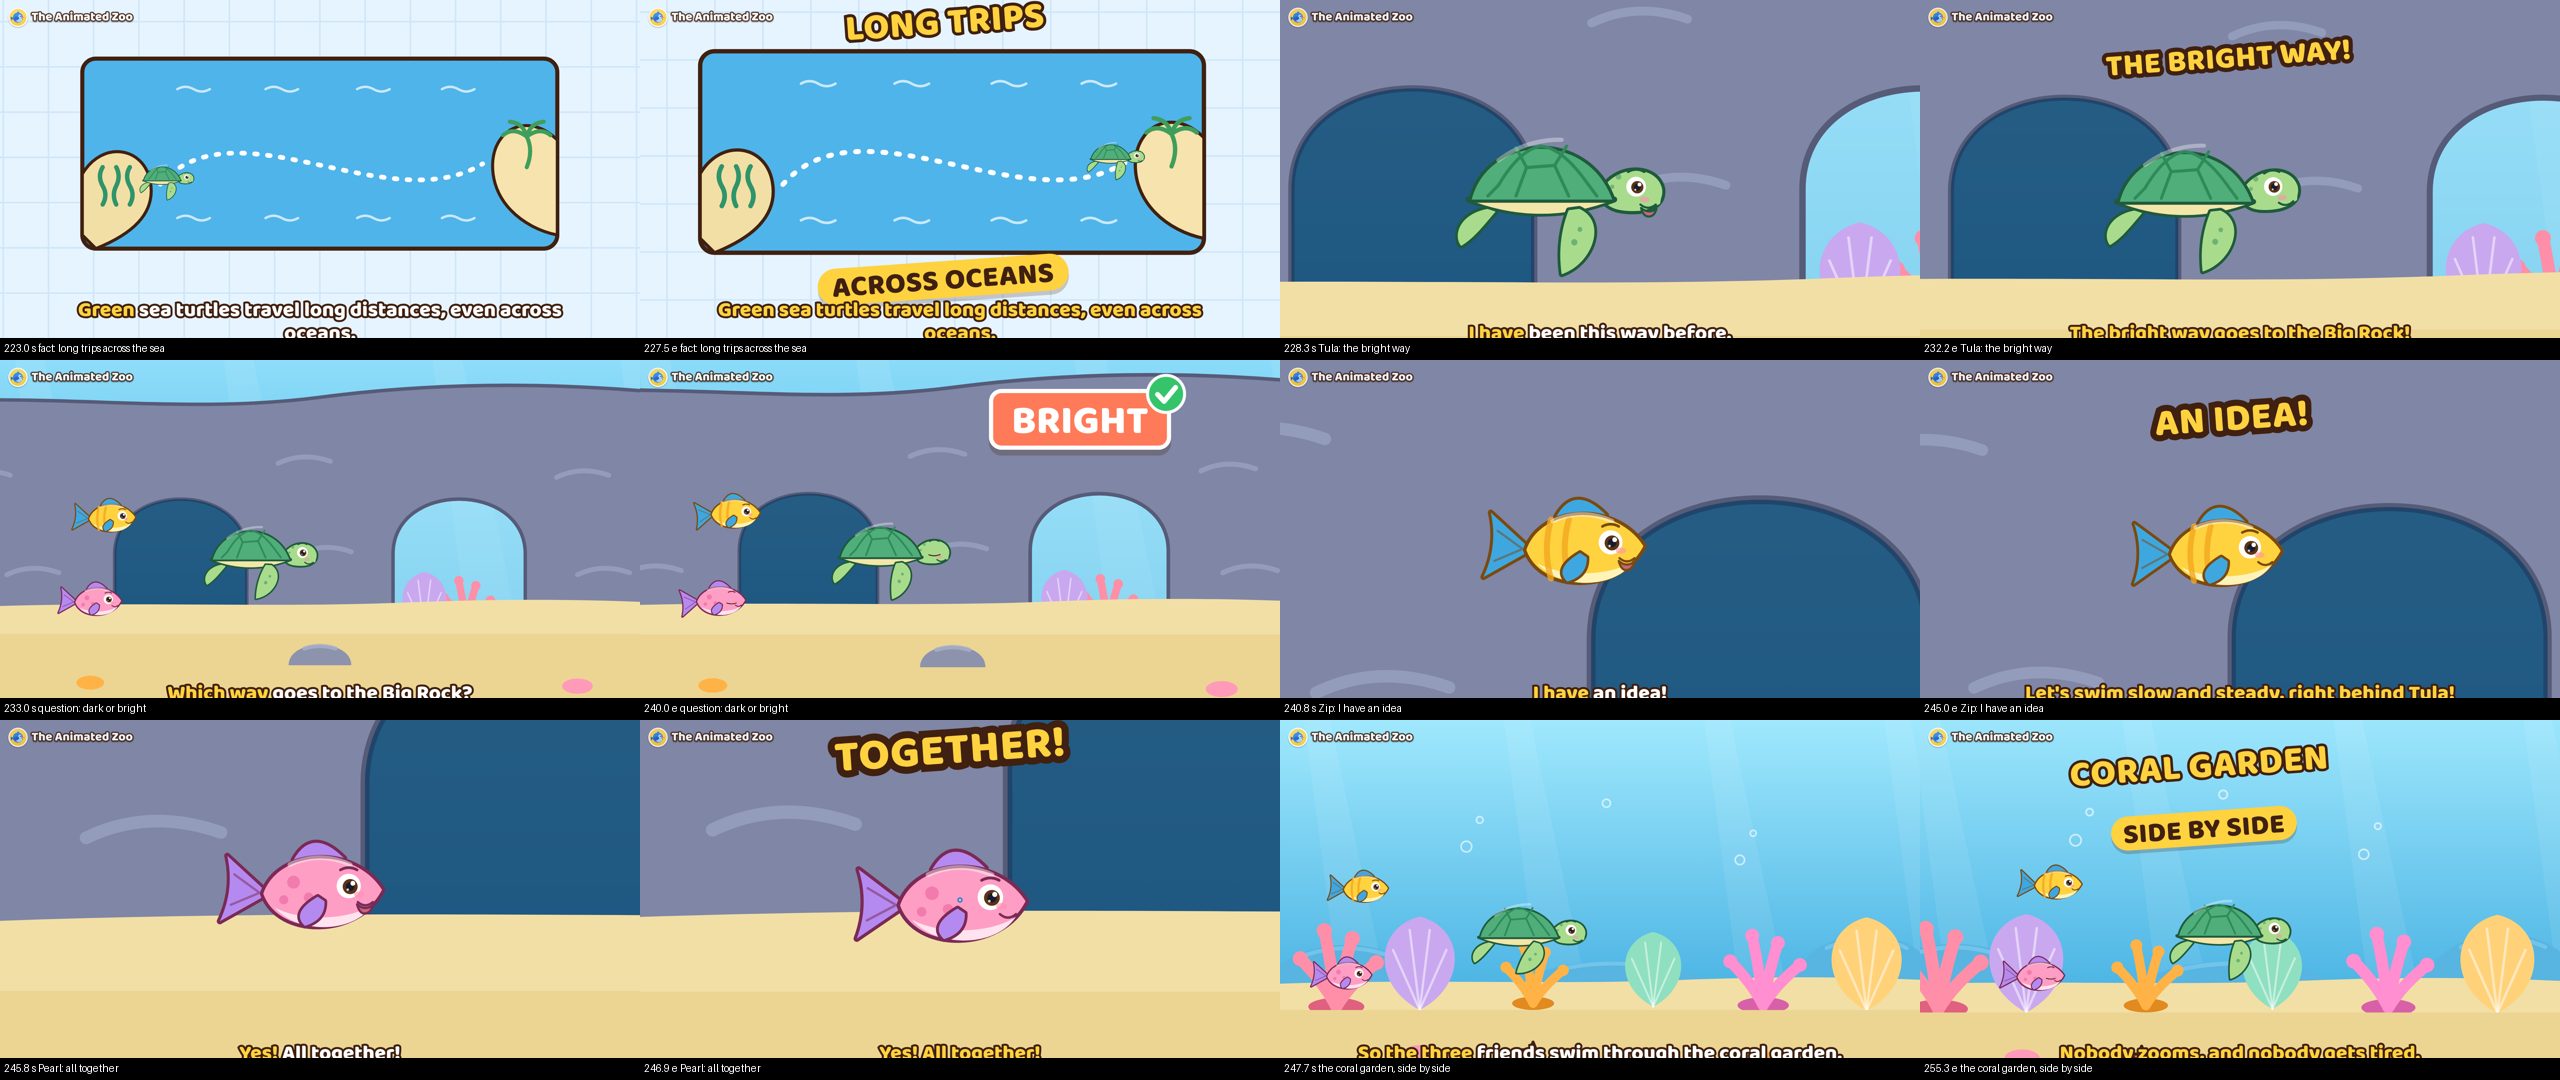 The Animated Zoo
Green sea turtles travel long distances, even across
oceans.
223.0 s fact: long trips across the sea
The Animated Zoo
LONG TRIPS
ACROSS OCEANS
Green sea turtles travel long distances, even across
oceans.
227.5 e fact: long trips across the sea
The Animated Zoo
I have been this way before.
228.3 s Tula: the bright way
The Animated Zoo
THE BRIGHT WAY!
The bright way goes to the Big Rock!
232.2 e Tula: the bright way
The Animated Zoo
Which way goes to the Big Rock?
233.0 s question: dark or bright
The Animated Zoo
BRIGHT
240.0 e question: dark or bright
The Animated Zoo
I have an idea!
240.8 s Zip: I have an idea
The Animated Zoo
AN IDEA!
Let's swim slow and steady, right behind Tula!
245.0 e Zip: I have an idea
The Animated Zoo
Yes! All together!
245.8 s Pearl: all together
The Animated Zoo
TOGETHER!
Yes! All together!
246.9 e Pearl: all together
The Animated Zoo
So the three friends swim through the coral garden.
247.7 s the coral garden, side by side
The Animated Zoo
CORAL GARDEN
SIDE BY SIDE
Nobody zooms, and nobody gets tired.
255.3 e the coral garden, side by side